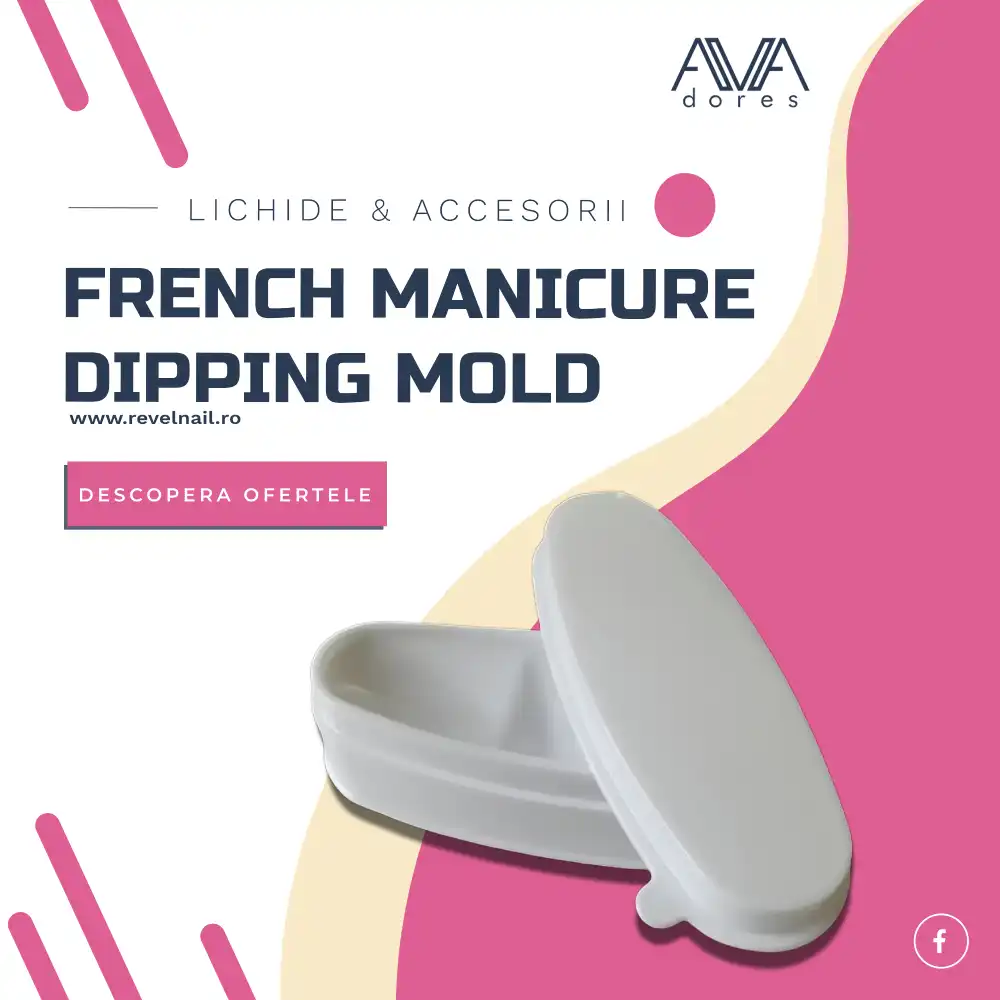 AVA
dores
LICHIDE & ACCESORII
FRENCH MANICURE
DIPPING MOLD
www.revelnail.ro
DESCOPERA OFERTELE
f